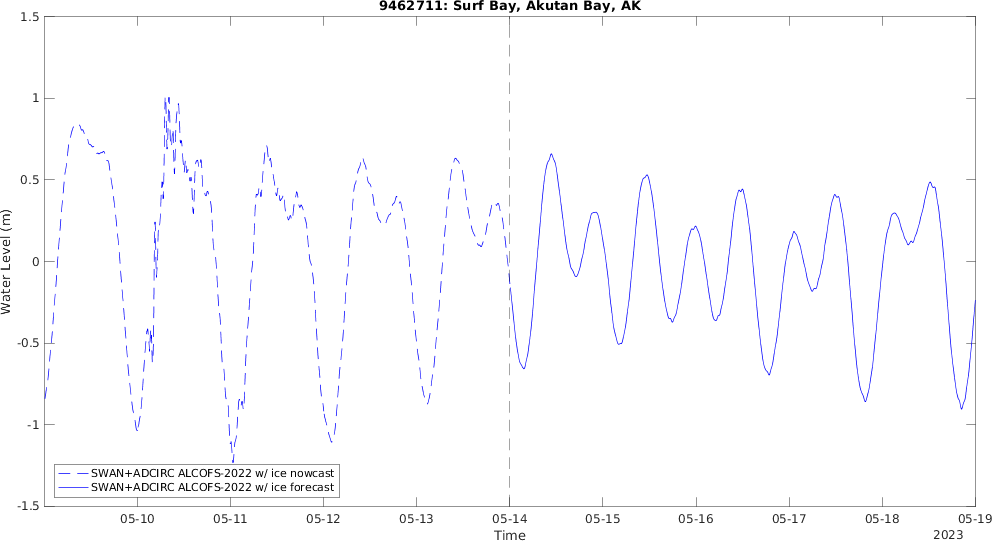 9462711: Surf Bay, Akutan Bay, AK
1.5
1
0.5
0
-0.5
-1
-1.5
Water Level (m)
SWAN+ADCIRC ALCOFS-2022 w/ ice nowcast
SWAN+ADCIRC ALCOFS-2022 w/ ice forecast
05-10 05-11 05-12 05-13 05-14 05-15 05-16 05-17 05-18 05-19
Time
2023